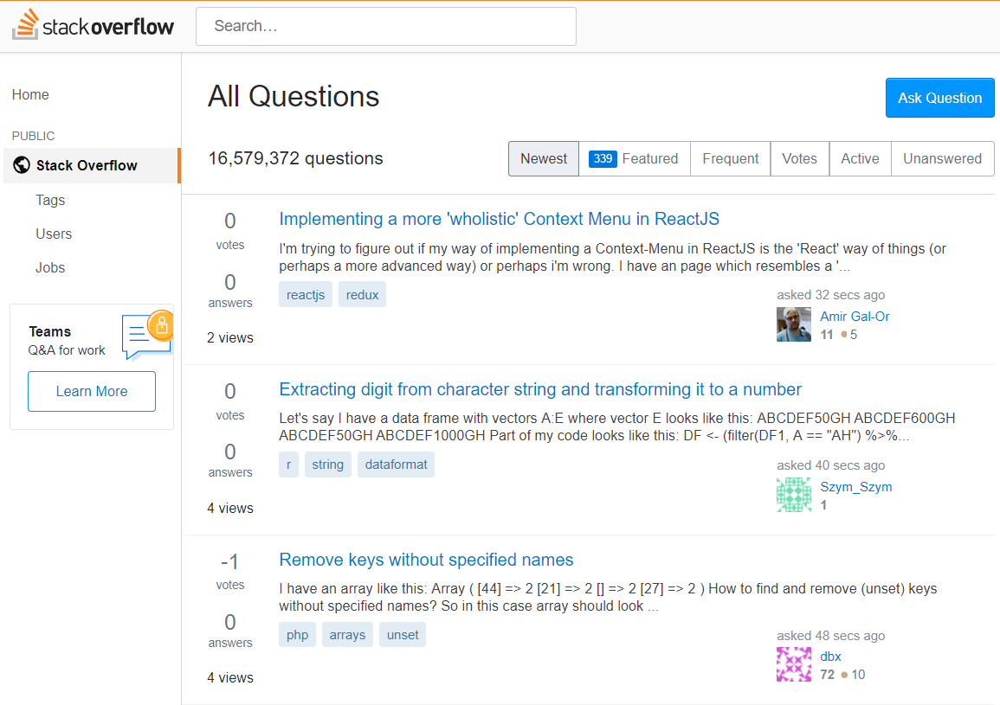 stackoverflow
Search…
Home
PUBLIC
Stack Overflow
Tags
Users
Jobs
Teams
Q&A for work
Learn More
All Questions
Ask Question
16,579,372 questions
Newest 339 Featured Frequent Votes Active Unanswered
0
votes
0
answers
2 views
Implementing a more 'wholistic' Context Menu in ReactJS
I'm trying to figure out if my way of implementing a Context-Menu in ReactJS is the 'React' way of things (or
perhaps a more advanced way) or perhaps i'm wrong. I have an page which resembles a '...
reactjs redux
asked 32 secs ago
Amir Gal-Or
11 ● 5
0
votes
0
answers
4 views
Extracting digit from character string and transforming it to a number
Let's say I have a data frame with vectors A:E where vector E looks like this: ABCDEF50GH ABCDEF600GH
ABCDEF50GH ABCDEF1000GH Part of my code looks like this: DF <- (filter(DF1, A == "AH") %>%...
r string dataformat
asked 40 secs ago
Szym_Szym
1
-1
votes
0
answers
4 views
Remove keys without specified names
I have an array like this: Array ( [44] => 2 [21] => 2 [] => 2 [27] => 2 ) How to find and remove (unset) keys
without specified names? So in this case array should look ...
php arrays unset
asked 48 secs ago
dbx
72 ● 10